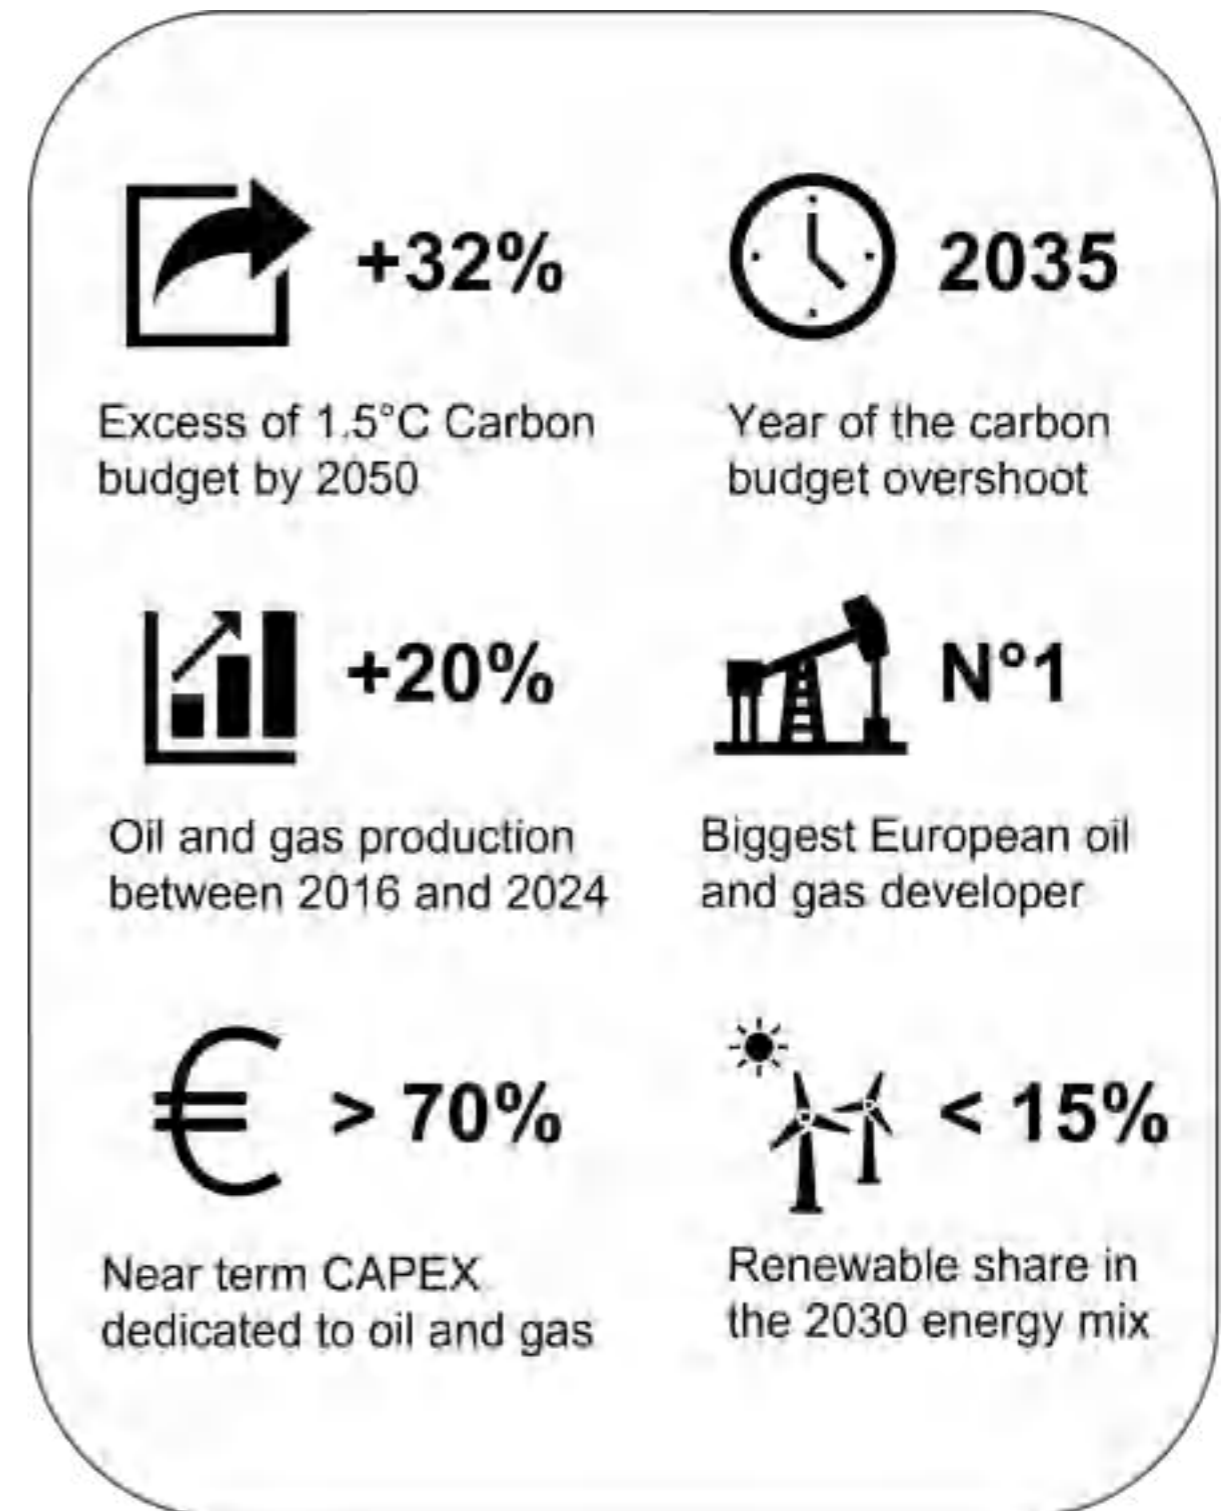 +32%
2035
Excess of 1.5°C Carbon
budget by 2050
Year of the carbon
budget overshoot
+20%
N°1
Oil and gas production
between 2016 and 2024
Biggest European oil
and gas developer
€ > 70%
< 15%
Near term CAPEX
dedicated to oil and gas
Renewable share in
the 2030 energy mix